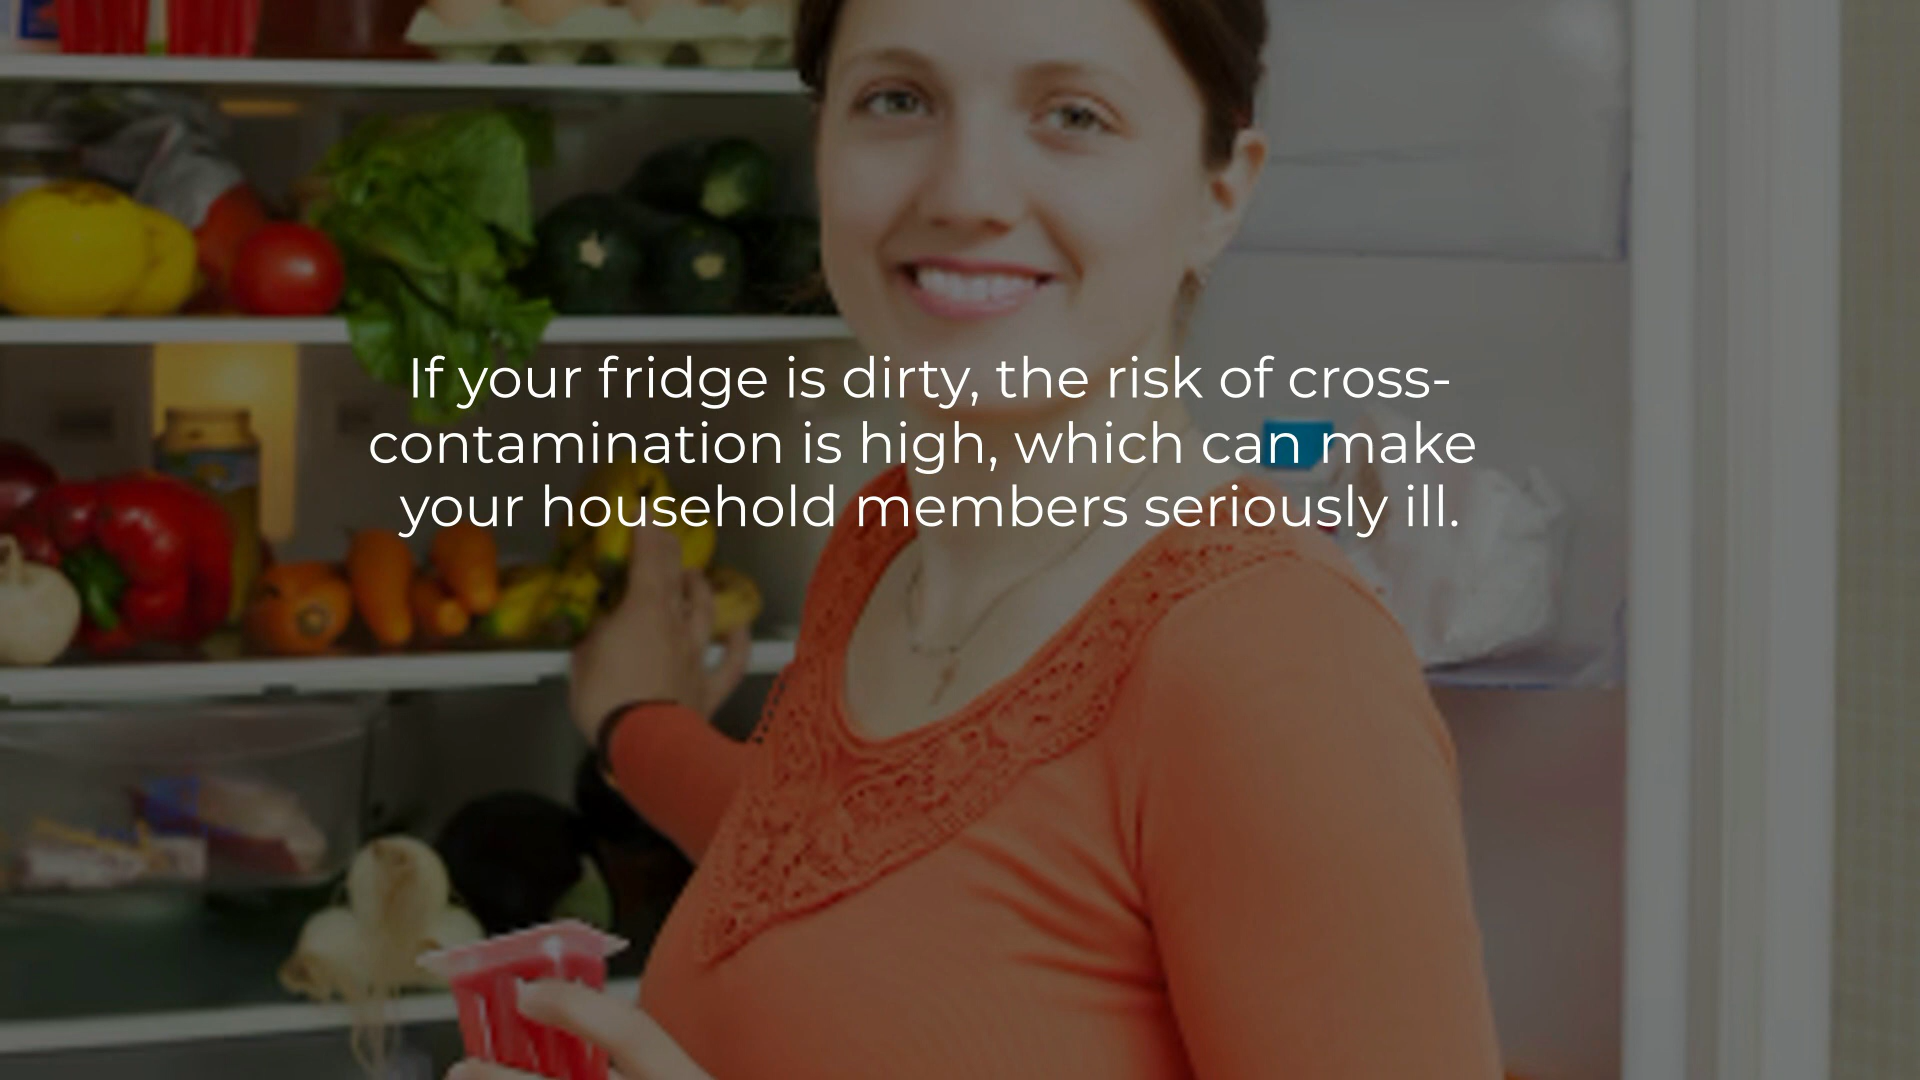 If your fridge is dirty, the risk of cross-
contamination is high, which can make
your household members seriously ill.